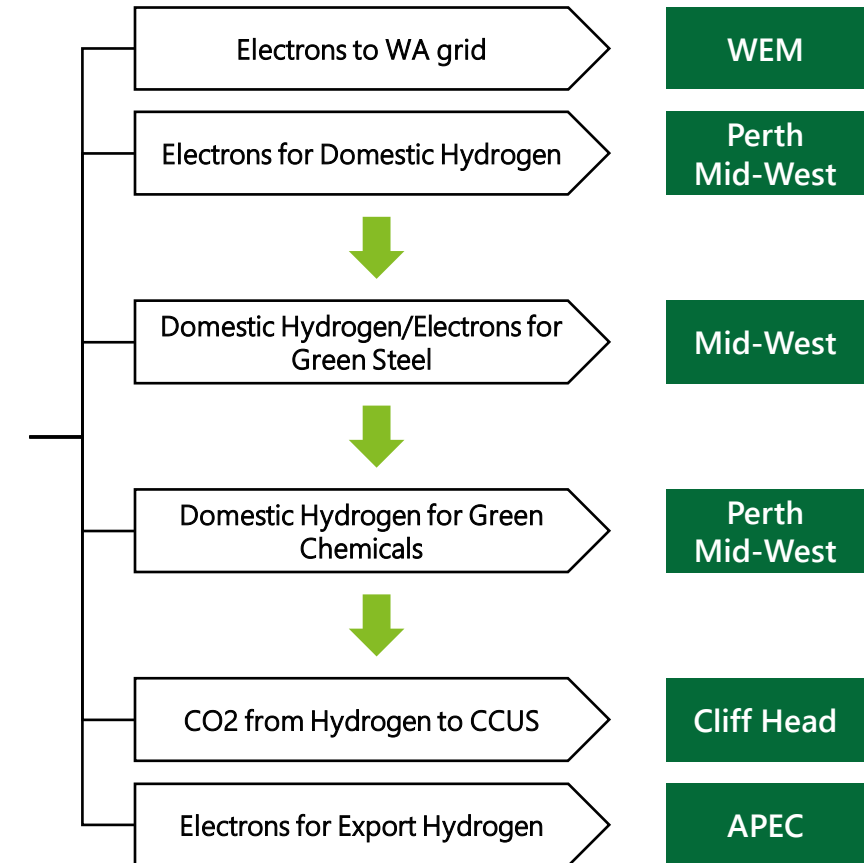 Electrons to WA grid
WEM
Electrons for Domestic Hydrogen
Perth
Mid-West
Domestic Hydrogen/Electrons for
Green Steel
Mid-West
Domestic Hydrogen for Green
Chemicals
Perth
Mid-West
CO2 from Hydrogen to CCUS
Cliff Head
Electrons for Export Hydrogen
APEC